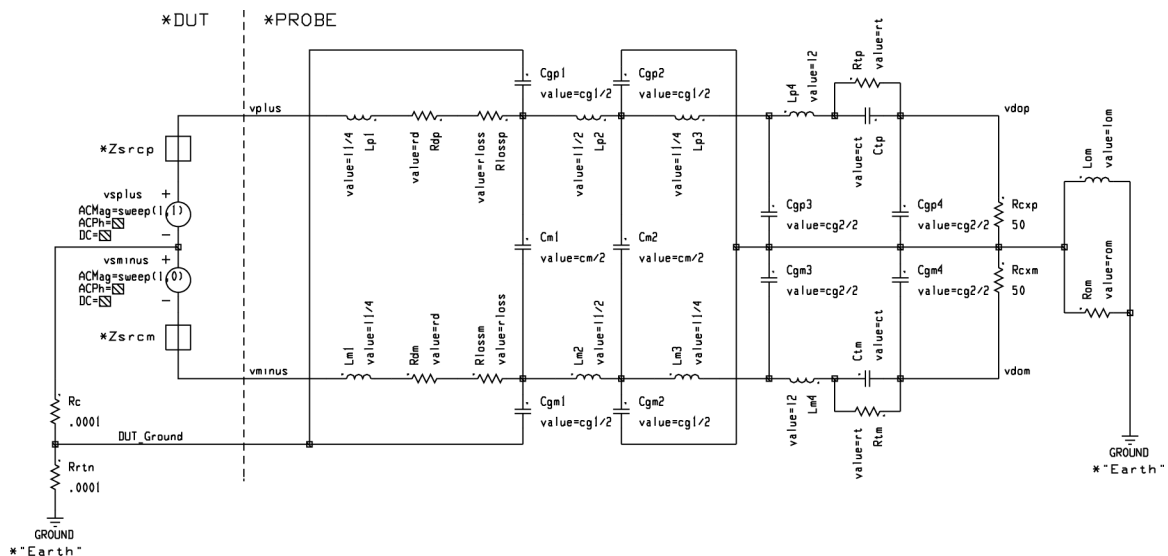 *DUT
*PROBE
Cgp1
value=cg1/2
Cgp2
value=cg1/2
Lp4
value=l2
Rtp
value=rt
vplus
value=l1/4
Lp1
value=rd
Rdp
value=rloss
Rlossp
value=l1/2
Lp2
value=l1/4
Lp3
value=ct
Ctp
vdop
Lom
value=lom
*Zsrcp
vsplus
+
ACMag=sweep(1,1)
ACPh=
DC=
-
vsminus
+
ACMag=sweep(1,0)
ACPh=
DC=
-
*Zsrcm
Cm1
value=cm/2
Cm2
value=cm/2
Cgp3
value=cg2/2
Cgp4
value=cg2/2
Rcxp
50
Cgm3
value=cg2/2
Cgm4
value=cg2/2
Rcxm
50
Rom
value=rom
vminus
Lm1
value=l1/4
Rdm
value=rd
Rlossm
value=rloss
Lm2
value=l1/2
Lm3
value=l1/4
Ctm
value=ct
vdom
value=l2
Lm4
value=rt
Rtm
Rc
.0001
DUT_Ground
Cgm1
value=cg1/2
Cgm2
value=cg1/2
Rrtn
.0001
GROUND
*"Earth"
GROUND
*"Earth"